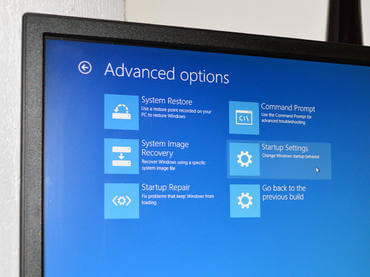 Advanced options
System Restore
Use a restore point recorded on your
PC to restore Windows
System Image
Recovery
Recover Windows using a specific
system image file
Startup Repair
Fix problems that keep Windows from
loading
C:\
Command Prompt
Use the Command Prompt for
advanced troubleshooting
Startup Settings
Change Windows startup behavior
Go back to the
previous build